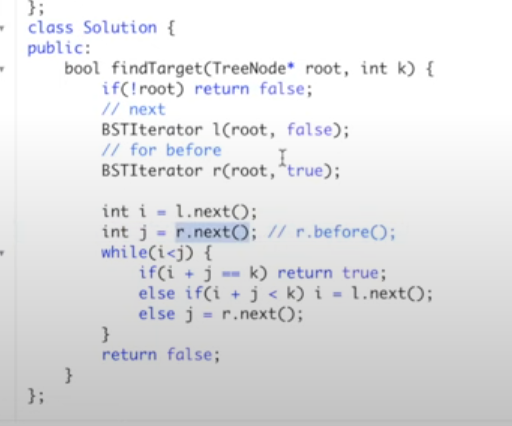 };
class Solution {
public:
    bool findTarget(TreeNode* root, int k) {
        if(!root) return false;
        // next
        BSTIterator l(root, false);
        // for before
        BSTIterator r(root, true);

        int i = l.next();
        int j = r.next(); // r.before();
        while(i<j) {
            if(i + j == k) return true;
            else if(i + j < k) i = l.next();
            else j = r.next();
        }
        return false;
    }
};